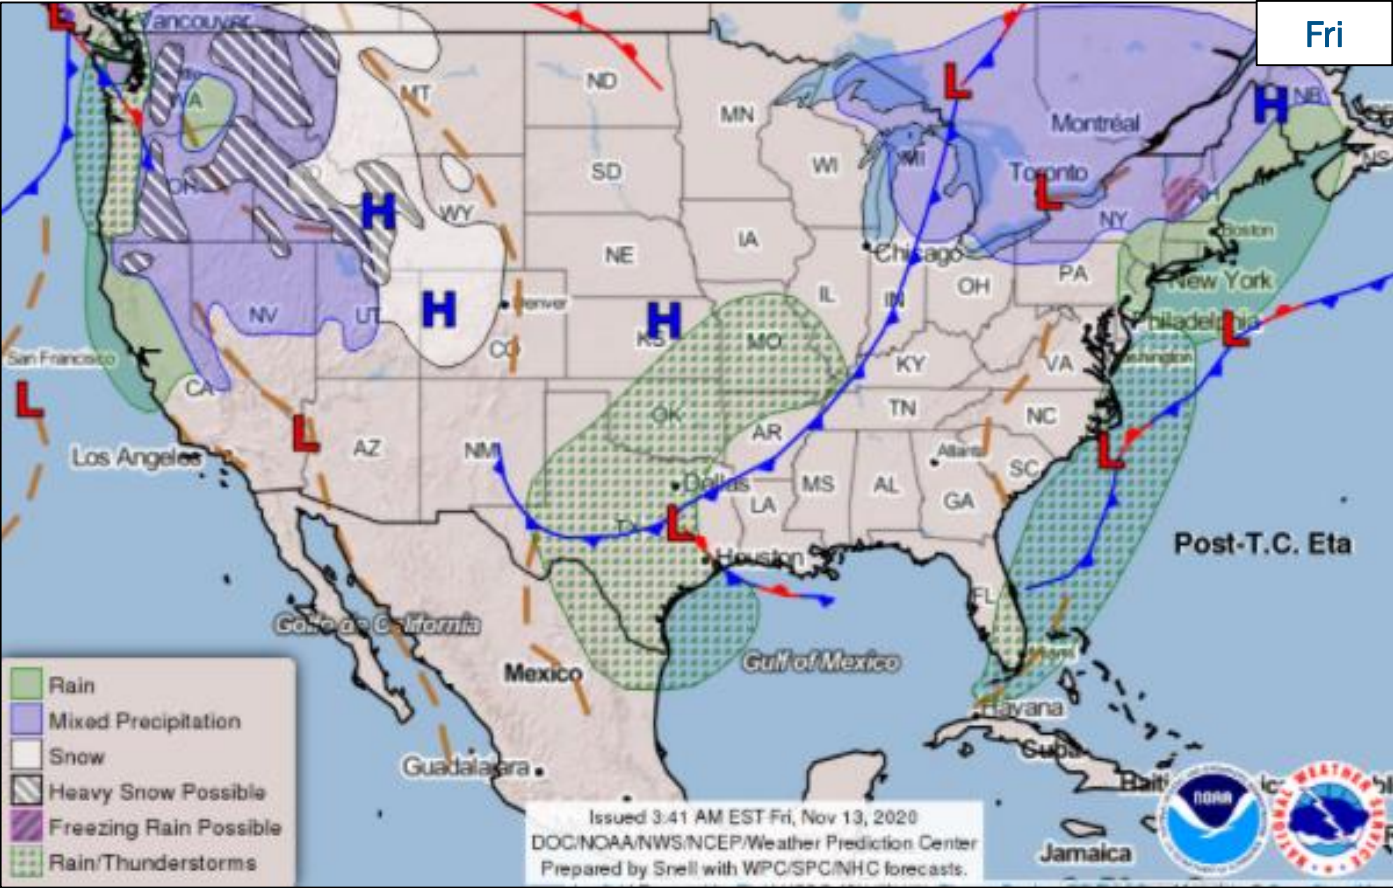 Fri
L
Vancouver
MT
ND
MN
L
Montréal
H
NB
NS
WA
OR
SD
WI
MI
Toronto
L
NY
H
WY
IA
Chicago
Boston
NE
PA
New York
NV
UT
H
Denver
H
KS
MO
IL
IN
OH
Philadelphia
L
San Francisco
CO
KY
VA
CA
L
OK
TN
NC
L
AZ
NM
AR
Atlanta
L
Los Angeles
Dallas
MS
AL
SC
LA
GA
L
Houston
Post-T.C. Eta
FL
Golfo de California
Mexico
Gulf of Mexico
Miami
Havana
Cuba
Guadalajara
Haiti
Jamaica
Rain
Mixed Precipitation
Snow
Heavy Snow Possible
Freezing Rain Possible
Rain/Thunderstorms
Issued 3:41 AM EST Fri, Nov 13, 2020
DOC/NOAA/NWS/NCEP/Weather Prediction Center
Prepared by Snell with WPC/SPC/NHC forecasts.
NOAA
NATIONAL WEATHER SERVICE